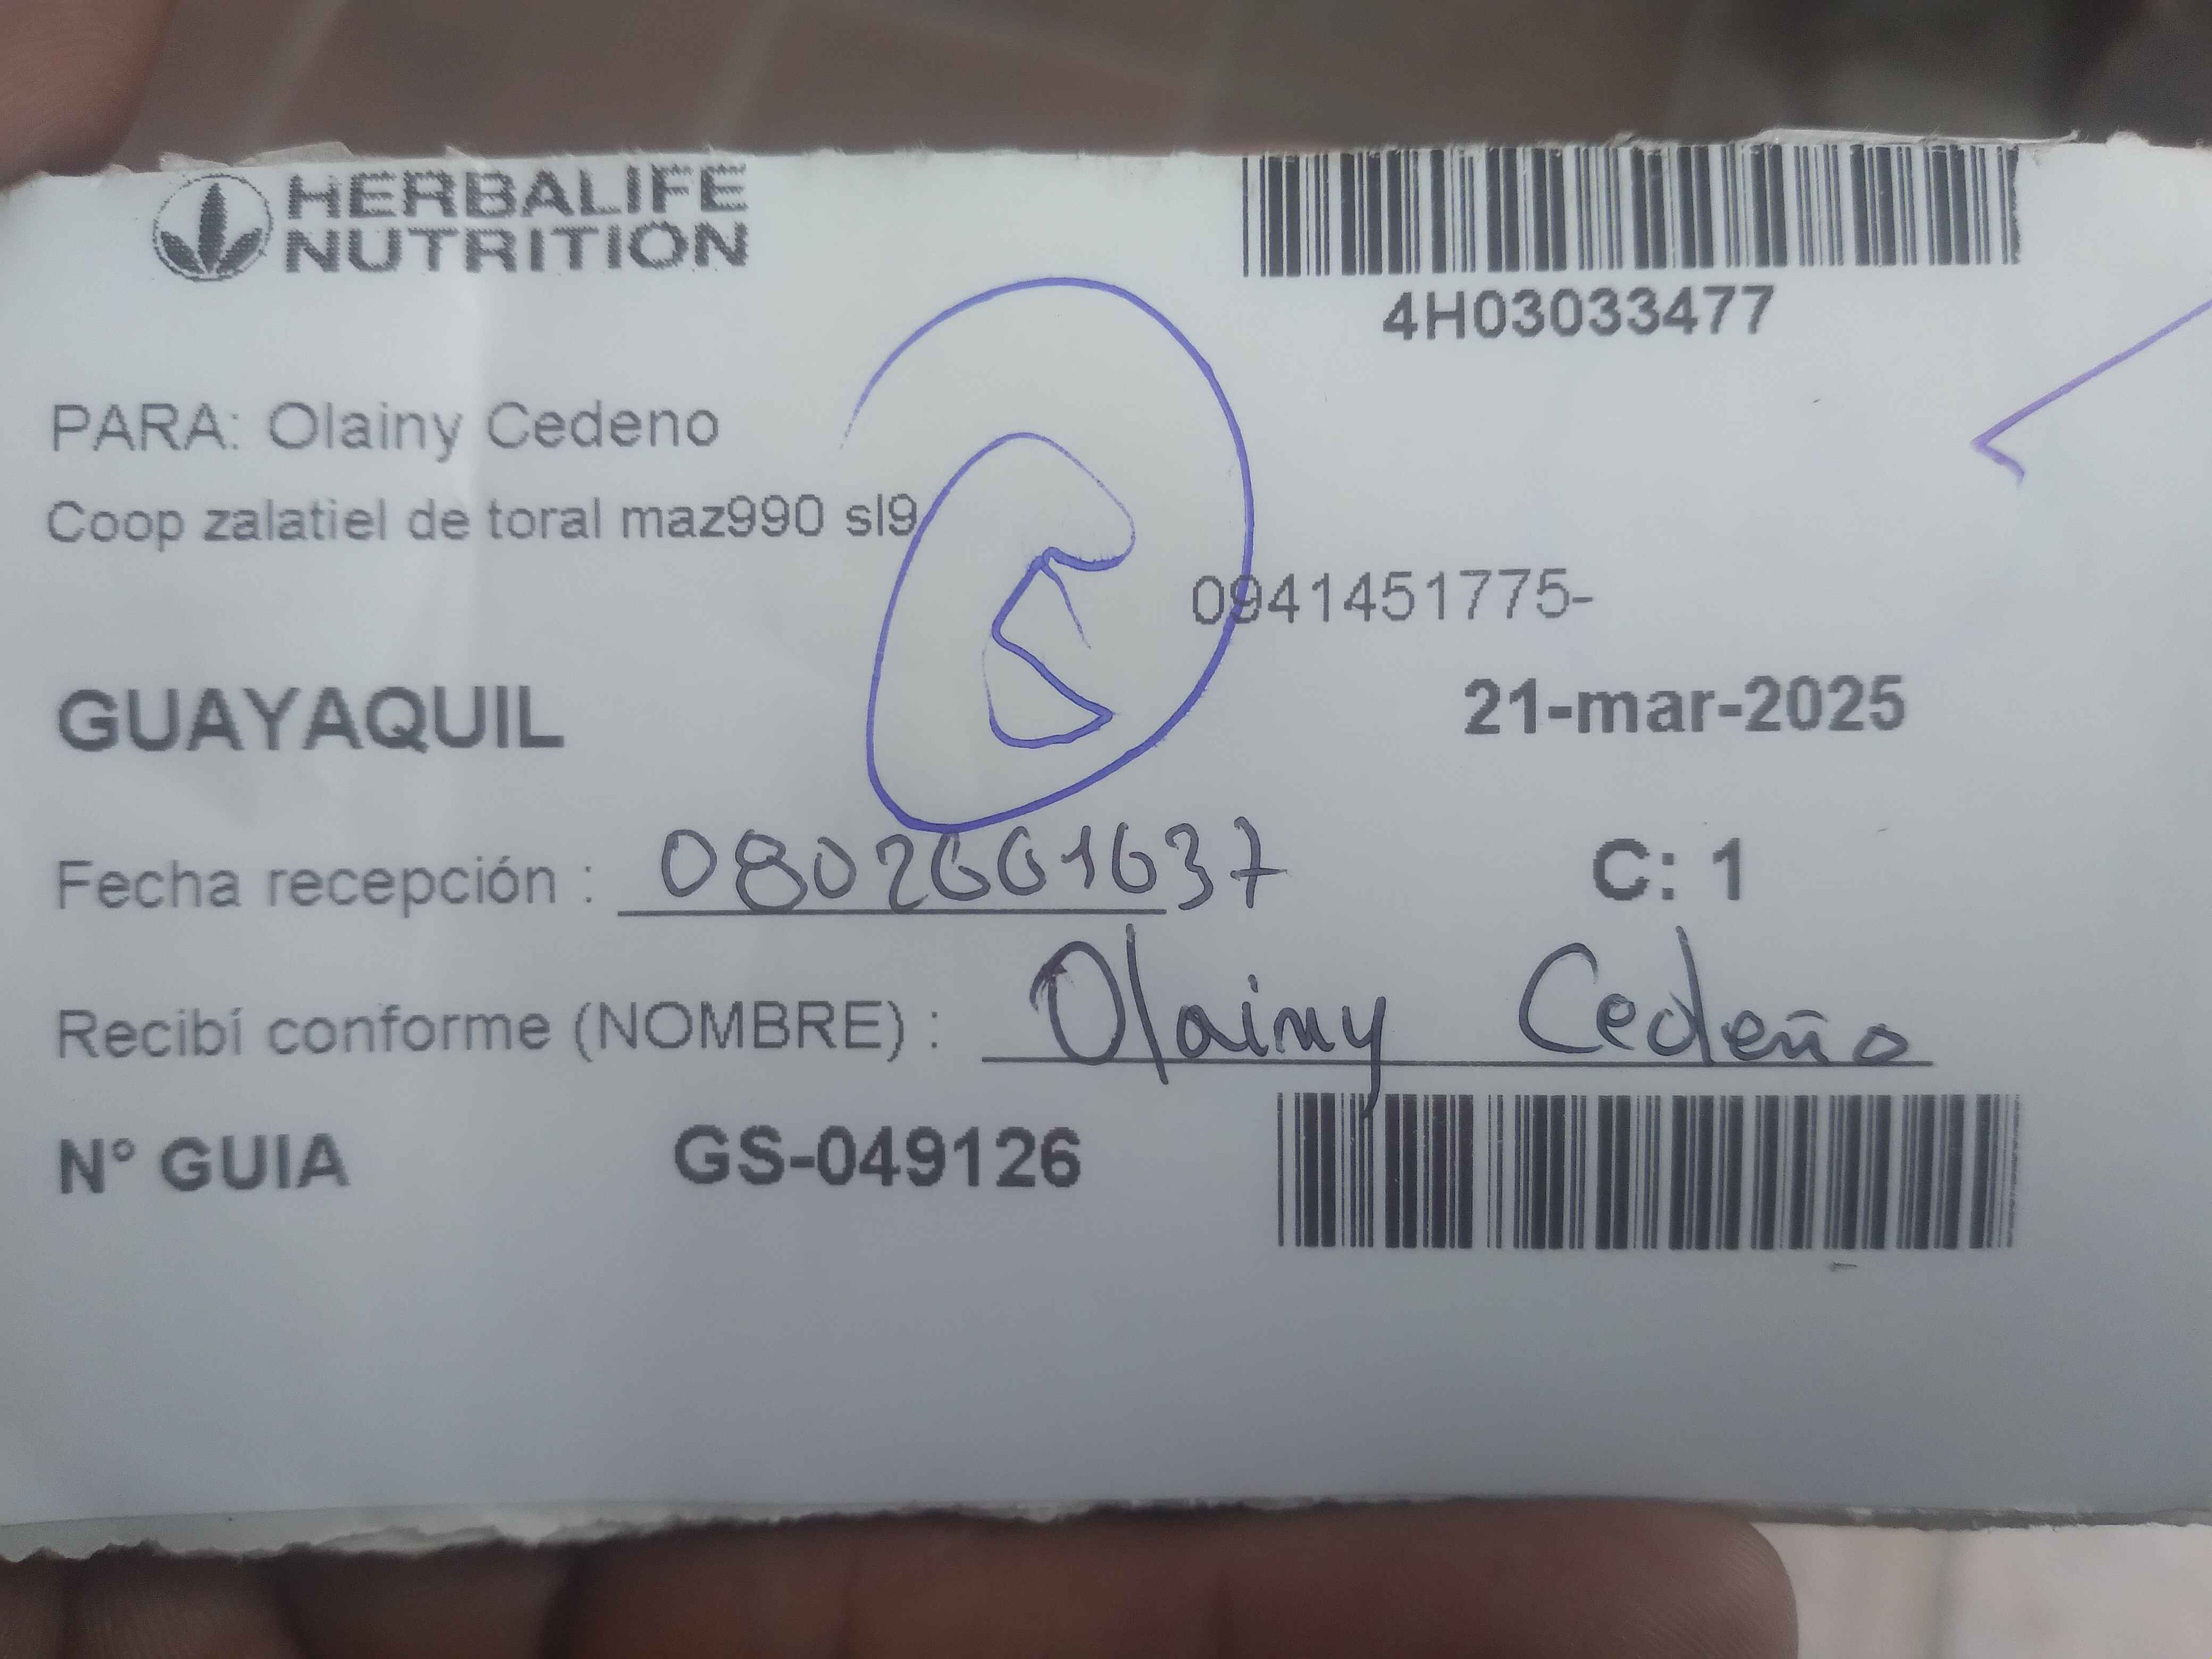 HERBALIFE
NUTRITION
4H03033477
PARA: Olainy Cedeno
Coop zalatiel de toral maz990 sl9
0941451775-
GUAYAQUIL
21-mar-2025
Fecha recepción : 0802661637
C: 1
Recibí conforme (NOMBRE) : Olainy Cedeño
N° GUIA GS-049126